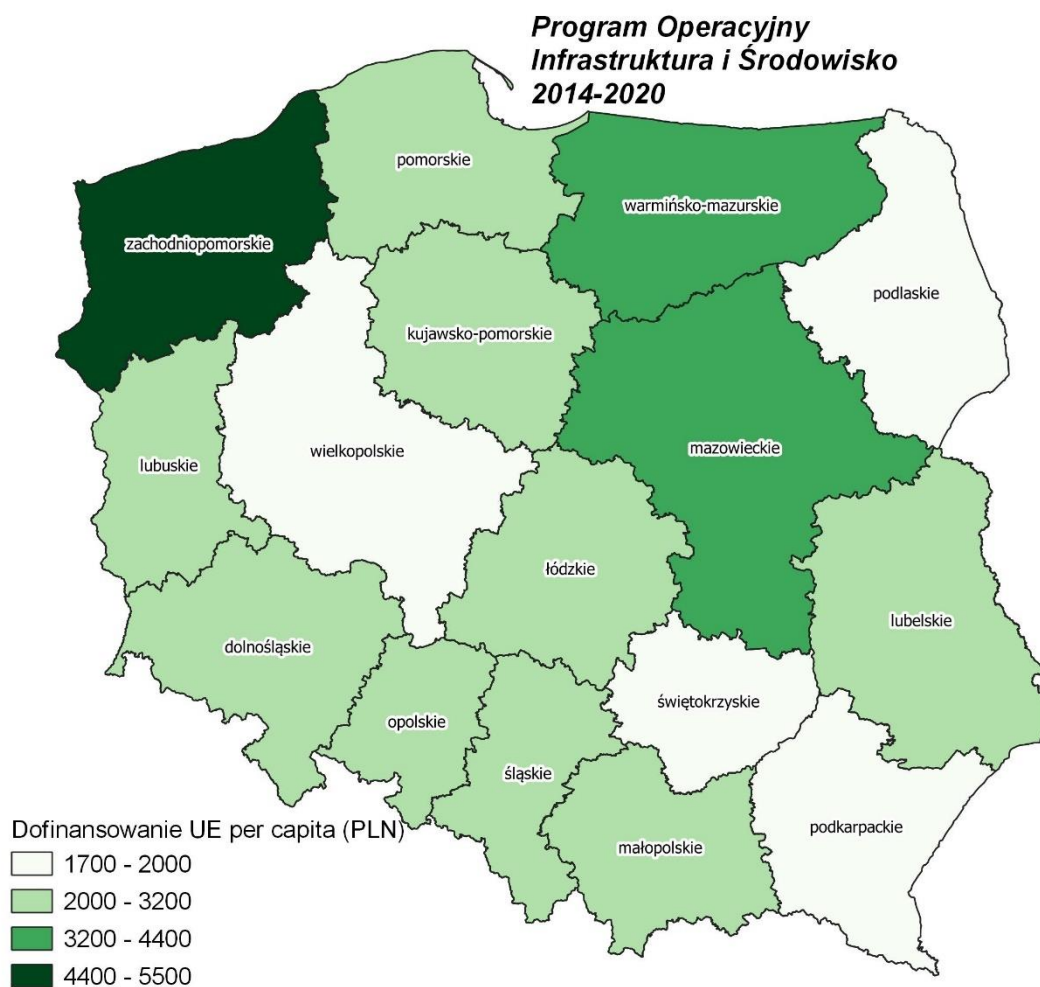 Program Operacyjny
Infrastruktura i Środowisko
2014-2020
pomorskie
warmińsko-mazurskie
zachodniopomorskie
podlaskie
kujawsko-pomorskie
mazowieckie
wielkopolskie
lubuskie
łódzkie
lubelskie
dolnośląskie
świętokrzyskie
opolskie
śląskie
podkarpackie
małopolskie
Dofinansowanie UE per capita (PLN)
1700 - 2000
2000 - 3200
3200 - 4400
4400 - 5500